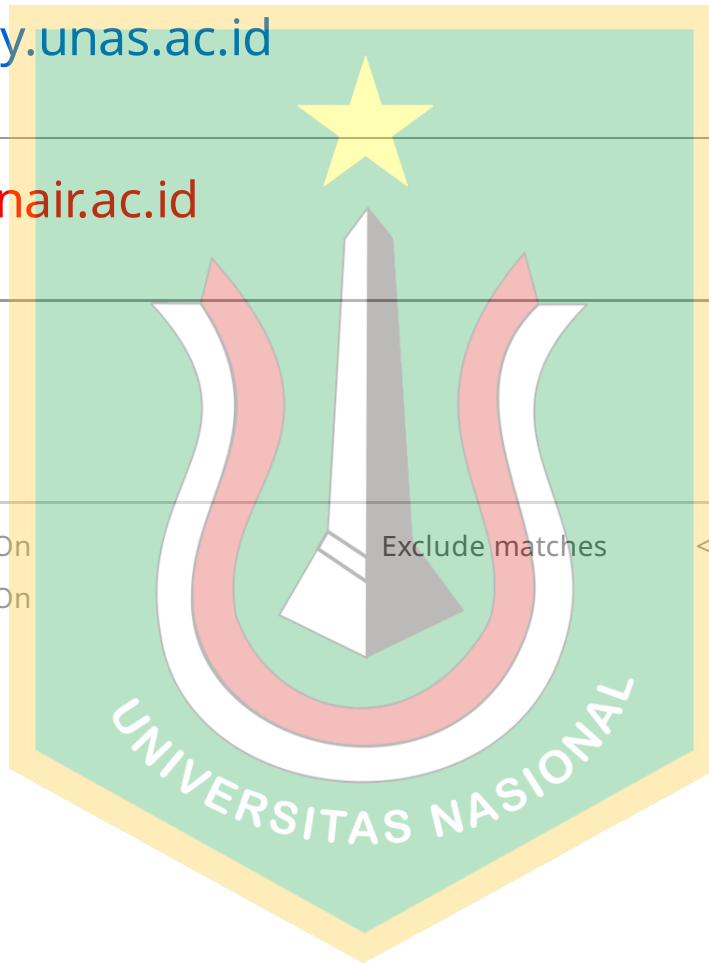 y.unas.ac.id
nair.ac.id
On
Exclude matches <
On
UNIVERSITAS NASIONAL